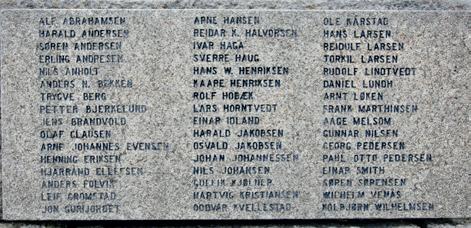 ALF ABRAHAMSEN
HARALD ANDERSEN
SØREN ANDERSEN
ERLING ANDRESEN
NILS ANHOLT
ANDERS N. BEKKEN
TRYGVE BERG
PETTER BJERKELUND
JENS BRANDVOLD
OLAF CLAUSEN
ARNE JOHANNES EVENSEN
HENNING ERIKSEN
HJARRAND ELLEFSEN
ANDERS FOLVIK
LEIF GROMSTAD
JON GURIJORDET
ARNE HANSEN
REIDAR K. HALVORSEN
IVAR HAGA
SVERRE HAUG
HANS W. HENRIKSEN
KAARE HENRIKSEN
ROLF HOBÆK
LARS HORNTVEDT
EINAR IDLAND
HARALD JAKOBSEN
OSVALD JAKOBSEN
JOHAN JOHANNESSEN
NILS JOHANSEN
KJØLNER
HARTVIG KRISTIANSEN
ODDVAR KVELLESTAD
OLE KÅRSTAD
HANS LARSEN
REIDULF LARSEN
TORKIL LARSEN
RUDOLF LINDTVEDT
DANIEL LUNDH
ARNT LØKEN
FRANK MARTHINSEN
AAGE MELSOM
GUNNAR NILSEN
GEORG PEDERSEN
PAUL OTTO PEDERSEN
EINAR SMITH
SØREN SØRENSEN
WILHELM VEMÅS
KOLBJØRN WILHELMSEN